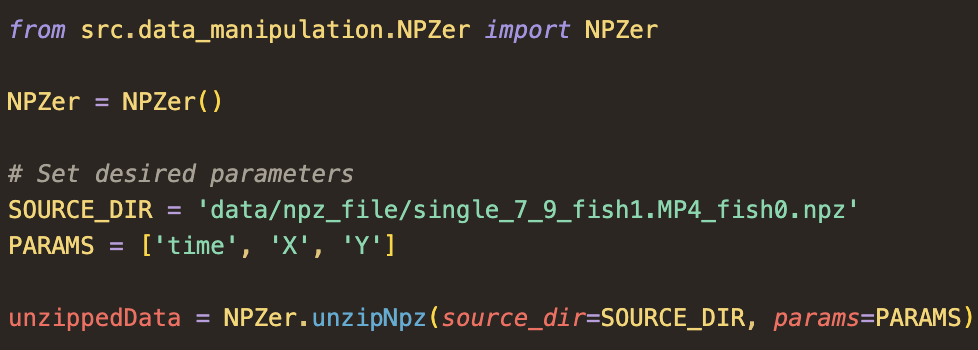 from src.data_manipulation.NPZer import NPZer
NPZer = NPZer()
# Set desired parameters
SOURCE_DIR = 'data/npz_file/single_7_9_fish1.MP4_fish0.npz'
PARAMS = ['time', 'X', 'Y']
unzippedData = NPZer.unzipNpz(source_dir=SOURCE_DIR, params=PARAMS)